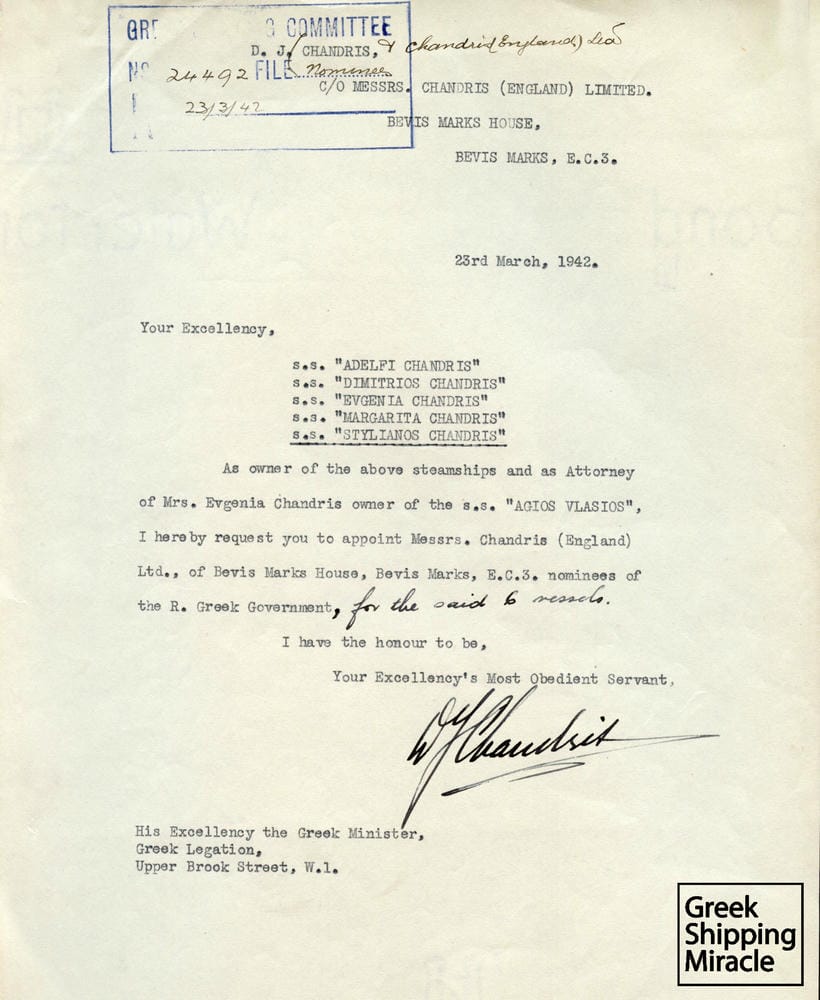 COMMITTEE
D. J. CHANDRIS, & Chandris (England) Ltd
24492 FILE Nominees
C/O MESSRS. CHANDRIS (ENGLAND) LIMITED.
23/3/42
BEVIS MARKS HOUSE,
BEVIS MARKS, E.C.3.
23rd March, 1942.
Your Excellency,
s.s. "ADELFI CHANDRIS"
s.s. "DIMITRIOS CHANDRIS"
s.s. "EVGENIA CHANDRIS"
s.s. "MARGARITA CHANDRIS"
s.s. "STYLIANOS CHANDRIS"
As owner of the above steamships and as Attorney
of Mrs. Evgenia Chandris owner of the s.s. "AGIOS VLASIOS",
I hereby request you to appoint Messrs. Chandris (England)
Ltd., of Bevis Marks House, Bevis Marks, E.C.3. nominees of
the R. Greek Government, for the said 6 vessels.
I have the honour to be,
Your Excellency's Most Obedient Servant,
DJChandris
His Excellency the Greek Minister,
Greek Legation,
Upper Brook Street, W.1.
Greek
Shipping
Miracle